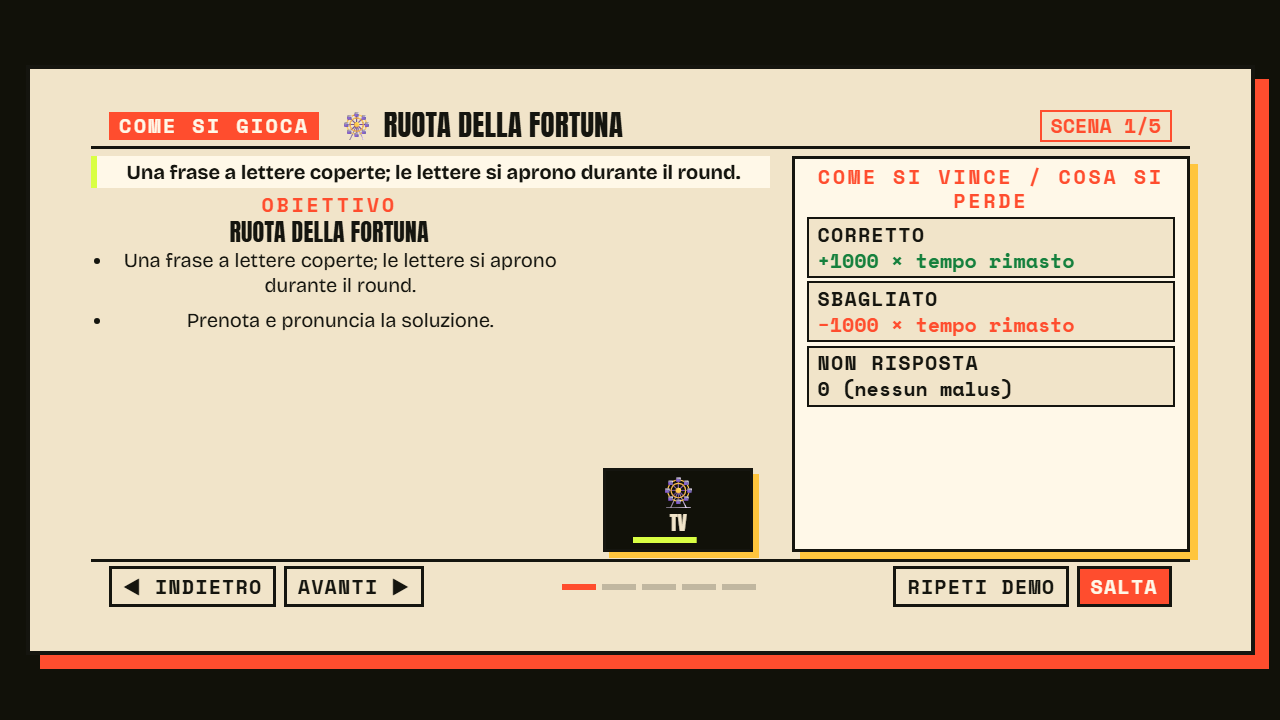 COME SI GIOCA
RUOTA DELLA FORTUNA
SCENA 1/5
Una frase a lettere coperte; le lettere si aprono durante il round.
OBIETTIVO
RUOTA DELLA FORTUNA
• Una frase a lettere coperte; le lettere si aprono
durante il round.
• Prenota e pronuncia la soluzione.
TV
COME SI VINCE / COSA SI
PERDE
CORRETTO
+1000 × tempo rimasto
SBAGLIATO
−1000 × tempo rimasto
NON RISPOSTA
0 (nessun malus)
◀ INDIETRO
AVANTI ▶
RIPETI DEMO
SALTA